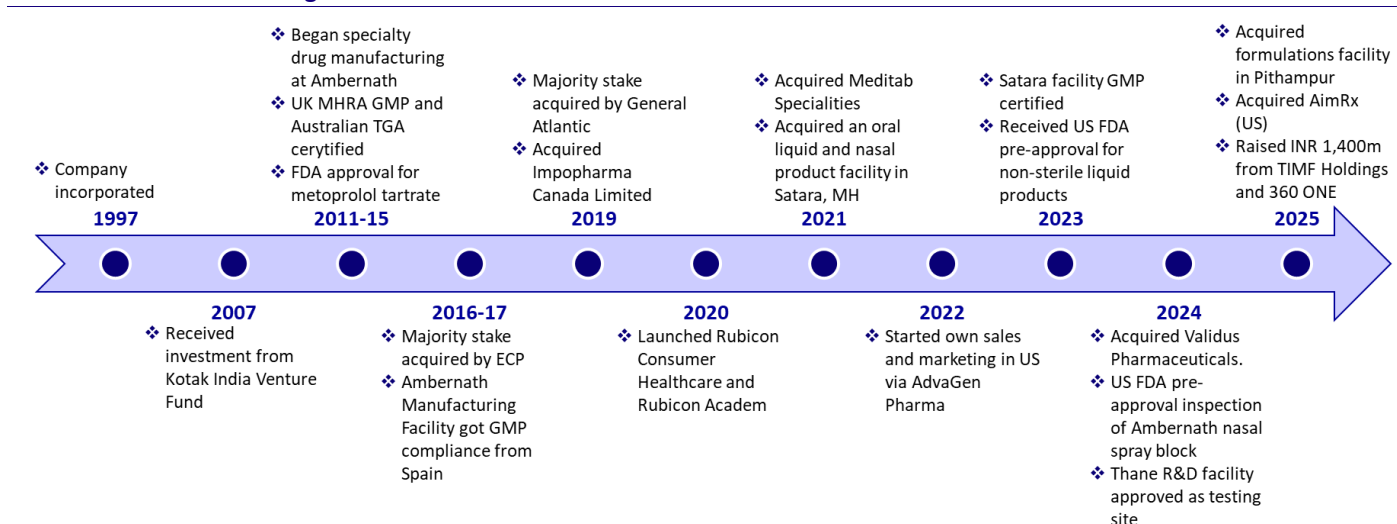 ❖ Company
incorporated
1997
2007
❖ Received
investment from
Kotak India Venture
Fund
❖ Began specialty
drug manufacturing
at Ambernath
❖ UK MHRA GMP and
Australian TGA
cerytified
❖ FDA approval for
metoprolol tartrate
2011-15
2016-17
❖ Majority stake
acquired by ECP
❖ Ambernath
Manufacturing
Facility got GMP
compliance from
Spain
❖ Majority stake
acquired by General
Atlantic
❖ Acquired
Impopharma
Canada Limited
2019
2020
❖ Launched Rubicon
Consumer
Healthcare and
Rubicon Academ
❖ Acquired Meditab
Specialities
❖ Acquired an oral
liquid and nasal
product facility in
Satara, MH
2021
2022
❖ Started own sales
and marketing in US
via AdvaGen
Pharma
❖ Satara facility GMP
certified
❖ Received US FDA
pre-approval for
non-sterile liquid
products
2023
2024
❖ Acquired Validus
Pharmaceuticals.
❖ US FDA pre-
approval inspection
of Ambernath nasal
spray block
❖ Thane R&D facility
approved as testing
site
❖ Acquired
formulations facility
in Pithampur
❖ Acquired AimRx
(US)
❖ Raised INR 1,400m
from TIMF Holdings
and 360 ONE
2025